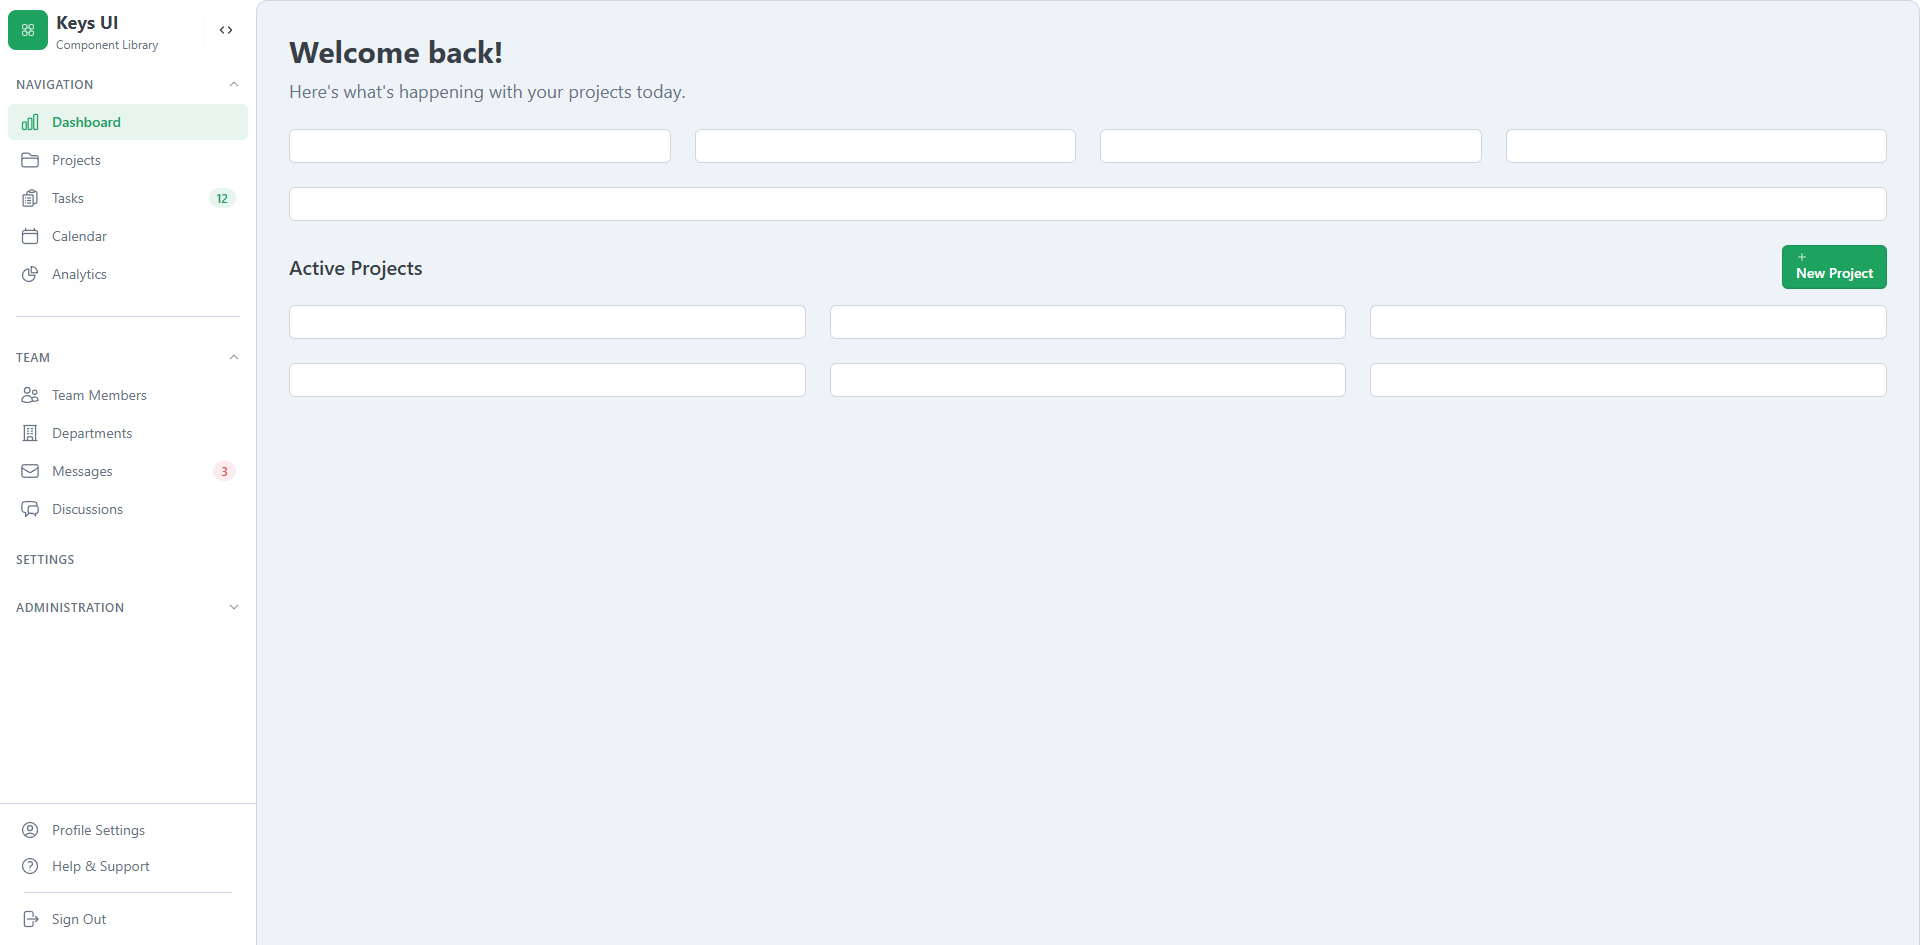 Keys UI
Component Library
NAVIGATION
Dashboard
Projects
Tasks 12
Calendar
Analytics
TEAM
Team Members
Departments
Messages 3
Discussions
SETTINGS
ADMINISTRATION
Profile Settings
Help & Support
Sign Out
Welcome back!
Here's what's happening with your projects today.
Active Projects
New Project